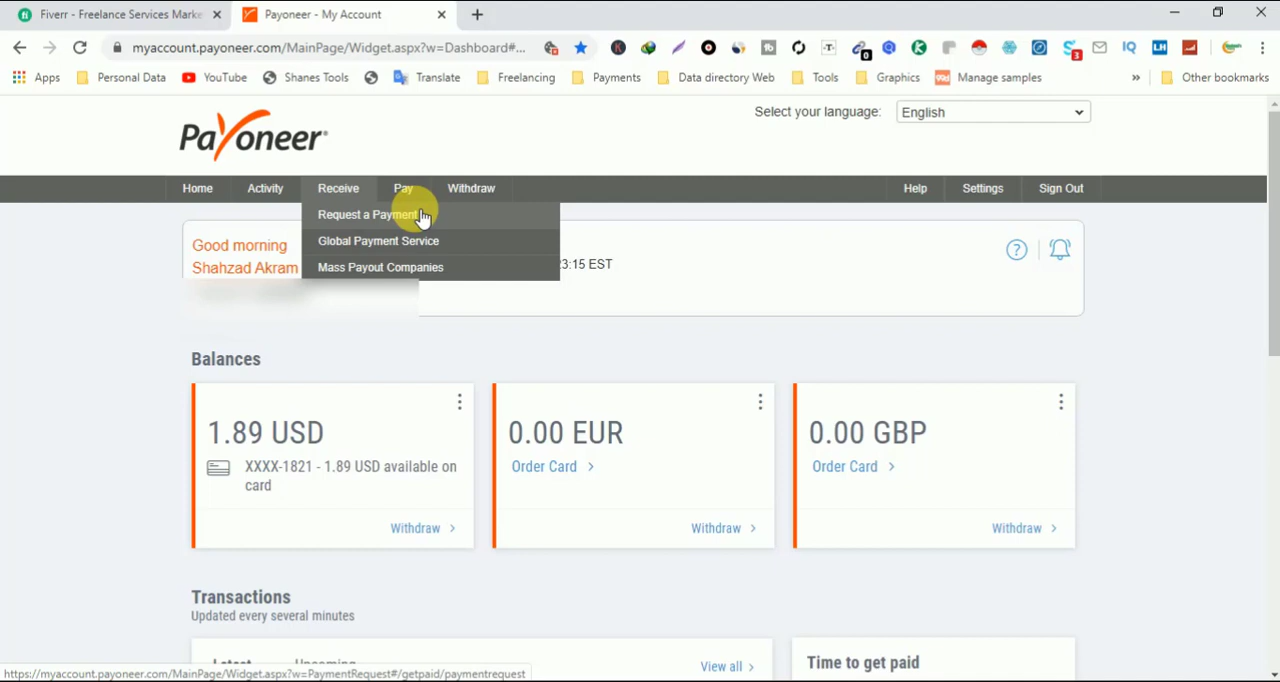 Fiverr - Freelance Services Marke
Payoneer - My Account
myaccount.payoneer.com/MainPage/Widget.aspx?w=Dashboard#...
Apps
Personal Data
YouTube
Shanes Tools
Translate
Freelancing
Payments
Data directory Web
Tools
Graphics
Manage samples
»
Other bookmarks
Payoneer
Select your language:
English
Home
Activity
Receive
Pay
Withdraw
Help
Settings
Sign Out
Request a Payment
Global Payment Service
Mass Payout Companies
Good morning
Shahzad Akram
3:15 EST
Balances
1.89 USD
XXXX-1821 - 1.89 USD available on
card
Withdraw >
0.00 EUR
Order Card >
Withdraw >
0.00 GBP
Order Card >
Withdraw >
Transactions
Updated every several minutes
Latest
Upcoming
View all >
Time to get paid
https://myaccount.payoneer.com/MainPage/Widget.aspx?w=PaymentRequest#/getpaid/paymentrequest